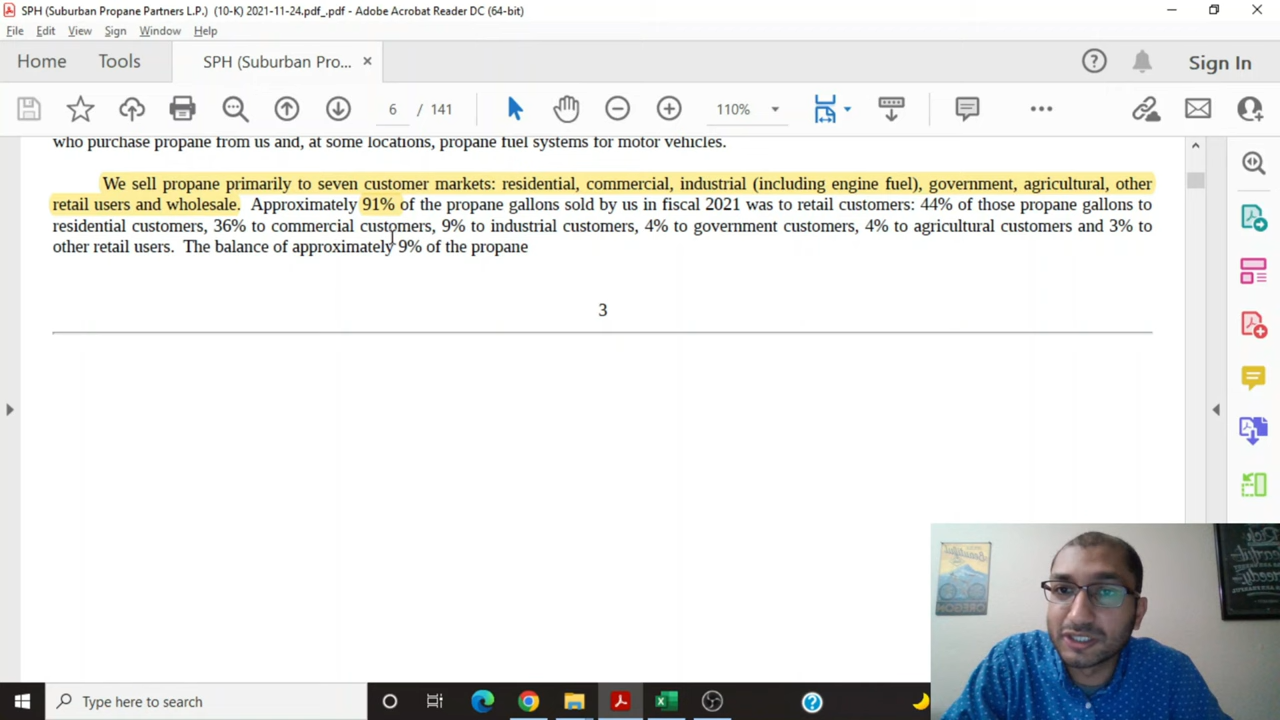 SPH (Suburban Propane Partners L.P.) (10-K) 2021-11-24.pdf_.pdf - Adobe Acrobat Reader DC (64-bit)
File Edit View Sign Window Help
Home Tools SPH (Suburban Pro... ×
Sign In
6 / 141 110%
who purchase propane from us and, at some locations, propane fuel systems for motor vehicles.
We sell propane primarily to seven customer markets: residential, commercial, industrial (including engine fuel), government, agricultural, other
retail users and wholesale. Approximately 91% of the propane gallons sold by us in fiscal 2021 was to retail customers: 44% of those propane gallons to
residential customers, 36% to commercial customers, 9% to industrial customers, 4% to government customers, 4% to agricultural customers and 3% to
other retail users. The balance of approximately 9% of the propane
3
OREGON
Type here to search